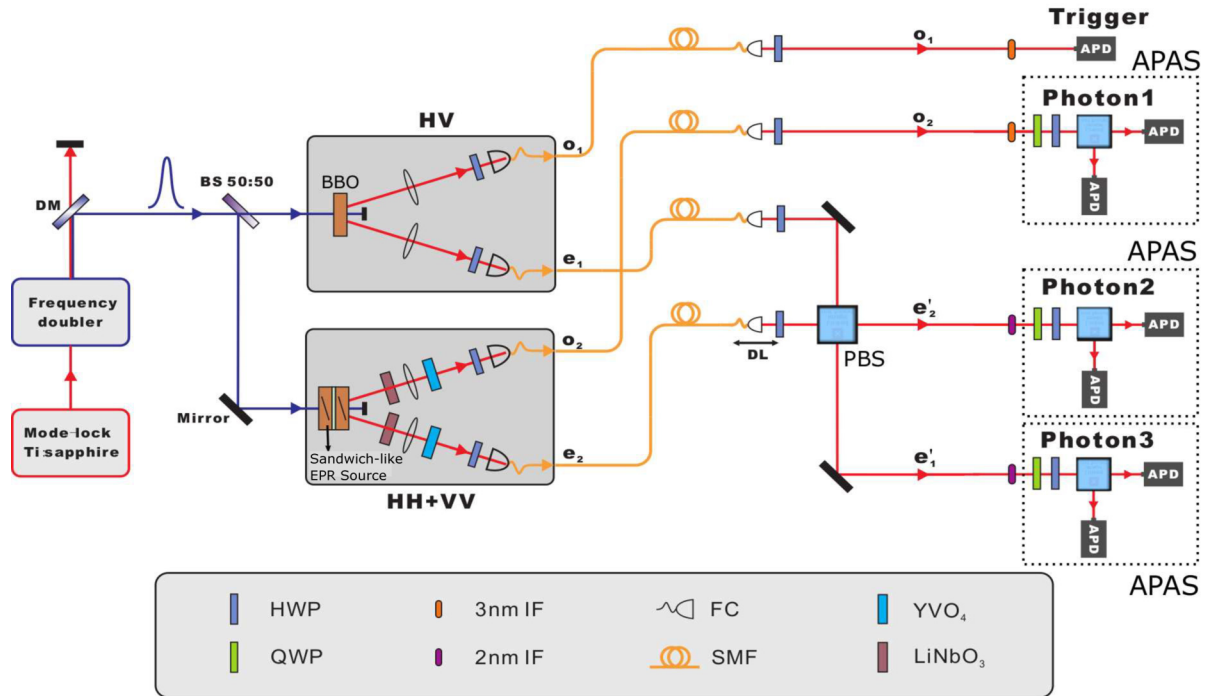 Trigger
o₁
APD
APAS
Photon1
o₂
APD
APD
HV
o₁
BBO
e₁
BS 50:50
DM
Frequency
doubler
Mode-lock
Ti:sapphire
Mirror
o₂
Sandwich-like
EPR Source
e₂
HH+VV
DL
PBS
e'₂
e'₁
APAS
Photon2
APD
APD
Photon3
APD
APD
APAS
HWP
3nm IF
FC
YVO₄
QWP
2nm IF
SMF
LiNbO₃